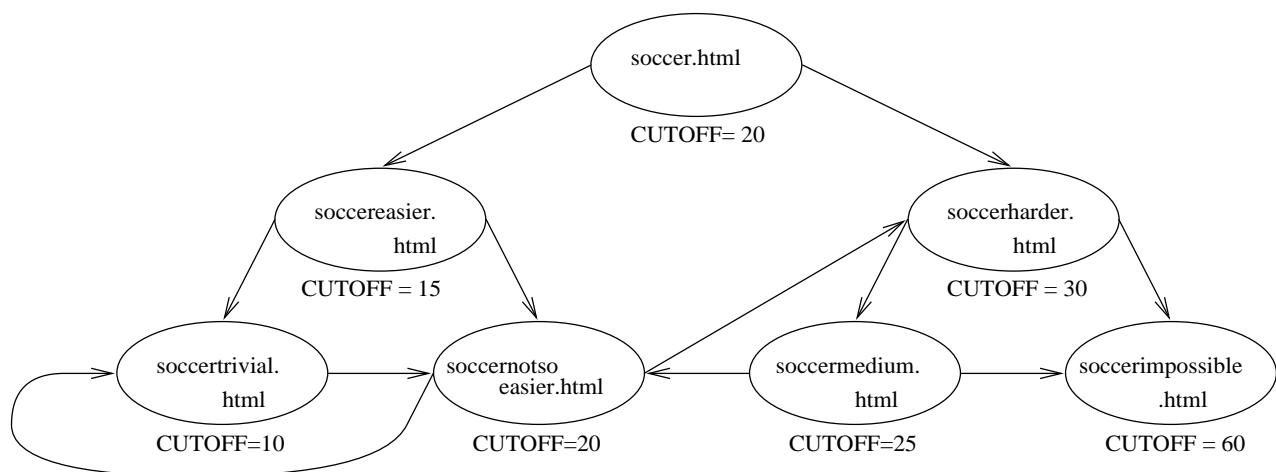 soccer.html
CUTOFF= 20
soccereasier.
html
CUTOFF = 15
soccerharder.
html
CUTOFF = 30
soccertrivial.
html
CUTOFF=10
soccernotso
easier.html
CUTOFF=20
soccermedium.
html
CUTOFF=25
soccerimpossible
.html
CUTOFF = 60